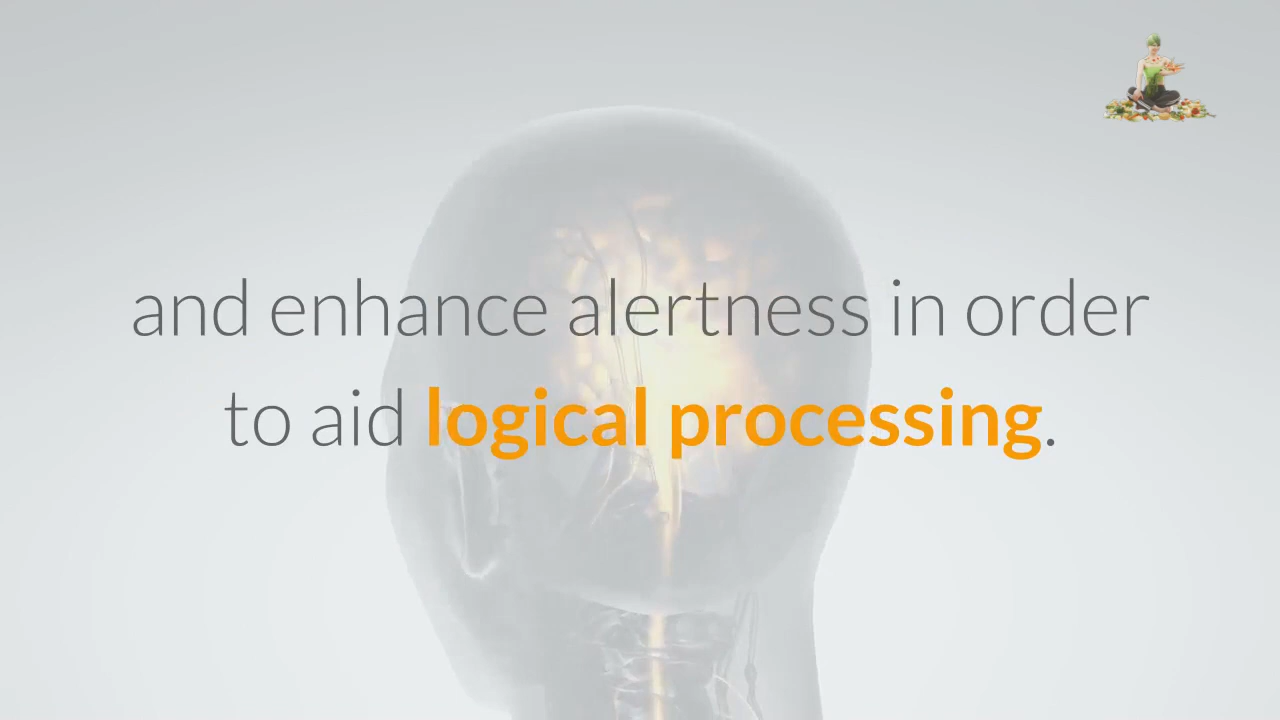 and enhance alertness in order
to aid logical processing.